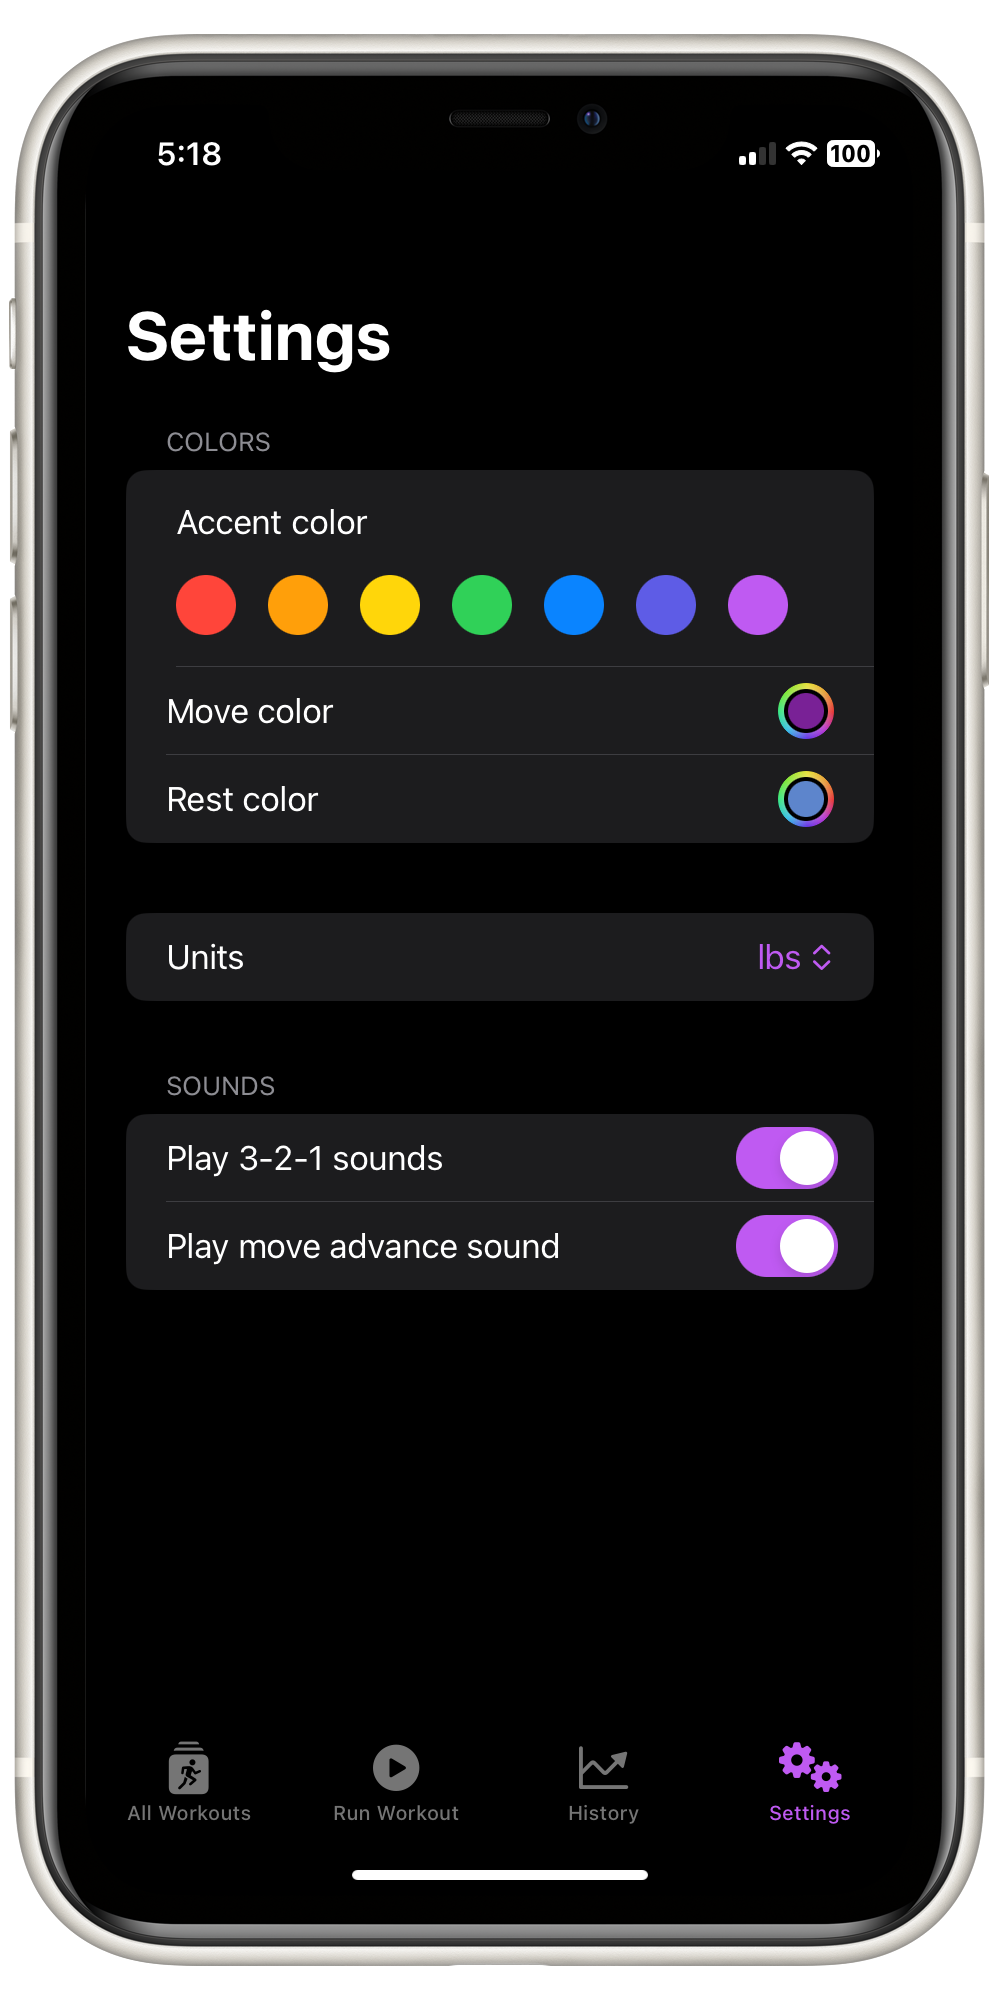 5:18
100
Settings
COLORS
Accent color
Move color
Rest color
Units
lbs
SOUNDS
Play 3-2-1 sounds
Play move advance sound
All Workouts
Run Workout
History
Settings